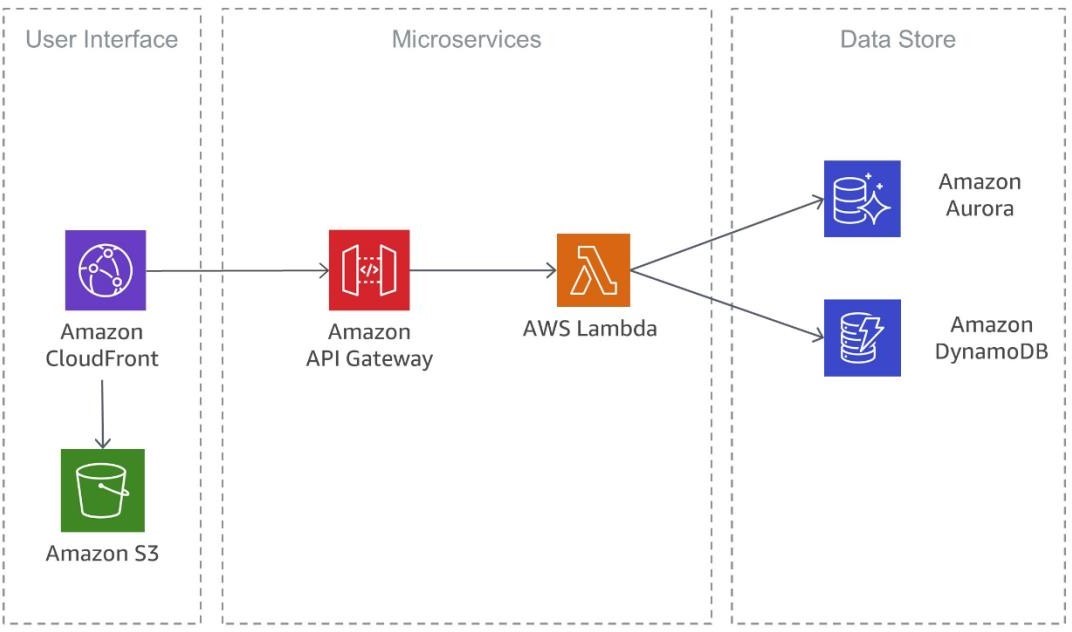 User Interface
Microservices
Data Store
Amazon
CloudFront
Amazon S3
Amazon
API Gateway
</>
AWS Lambda
Amazon
Aurora
Amazon
DynamoDB